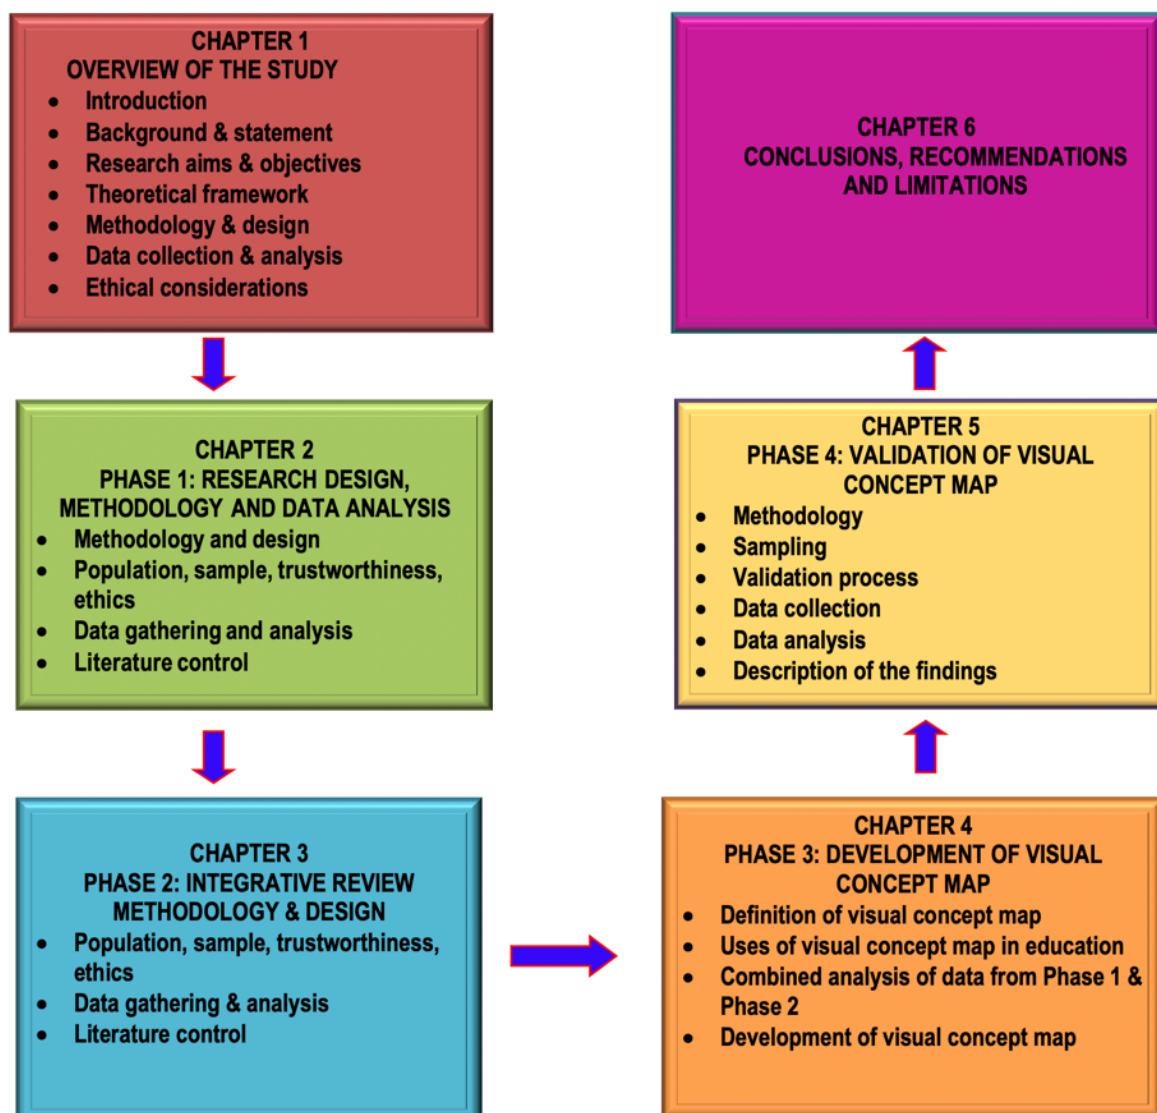 CHAPTER 1
OVERVIEW OF THE STUDY
• Introduction
• Background & statement
• Research aims & objectives
• Theoretical framework
• Methodology & design
• Data collection & analysis
• Ethical considerations
CHAPTER 2
PHASE 1: RESEARCH DESIGN,
METHODOLOGY AND DATA ANALYSIS
• Methodology and design
• Population, sample, trustworthiness,
ethics
• Data gathering and analysis
• Literature control
CHAPTER 3
PHASE 2: INTEGRATIVE REVIEW
METHODOLOGY & DESIGN
• Population, sample, trustworthiness,
ethics
• Data gathering & analysis
• Literature control
CHAPTER 4
PHASE 3: DEVELOPMENT OF VISUAL
CONCEPT MAP
• Definition of visual concept map
• Uses of visual concept map in education
• Combined analysis of data from Phase 1 &
Phase 2
• Development of visual concept map
CHAPTER 5
PHASE 4: VALIDATION OF VISUAL
CONCEPT MAP
• Methodology
• Sampling
• Validation process
• Data collection
• Data analysis
• Description of the findings
CHAPTER 6
CONCLUSIONS, RECOMMENDATIONS
AND LIMITATIONS